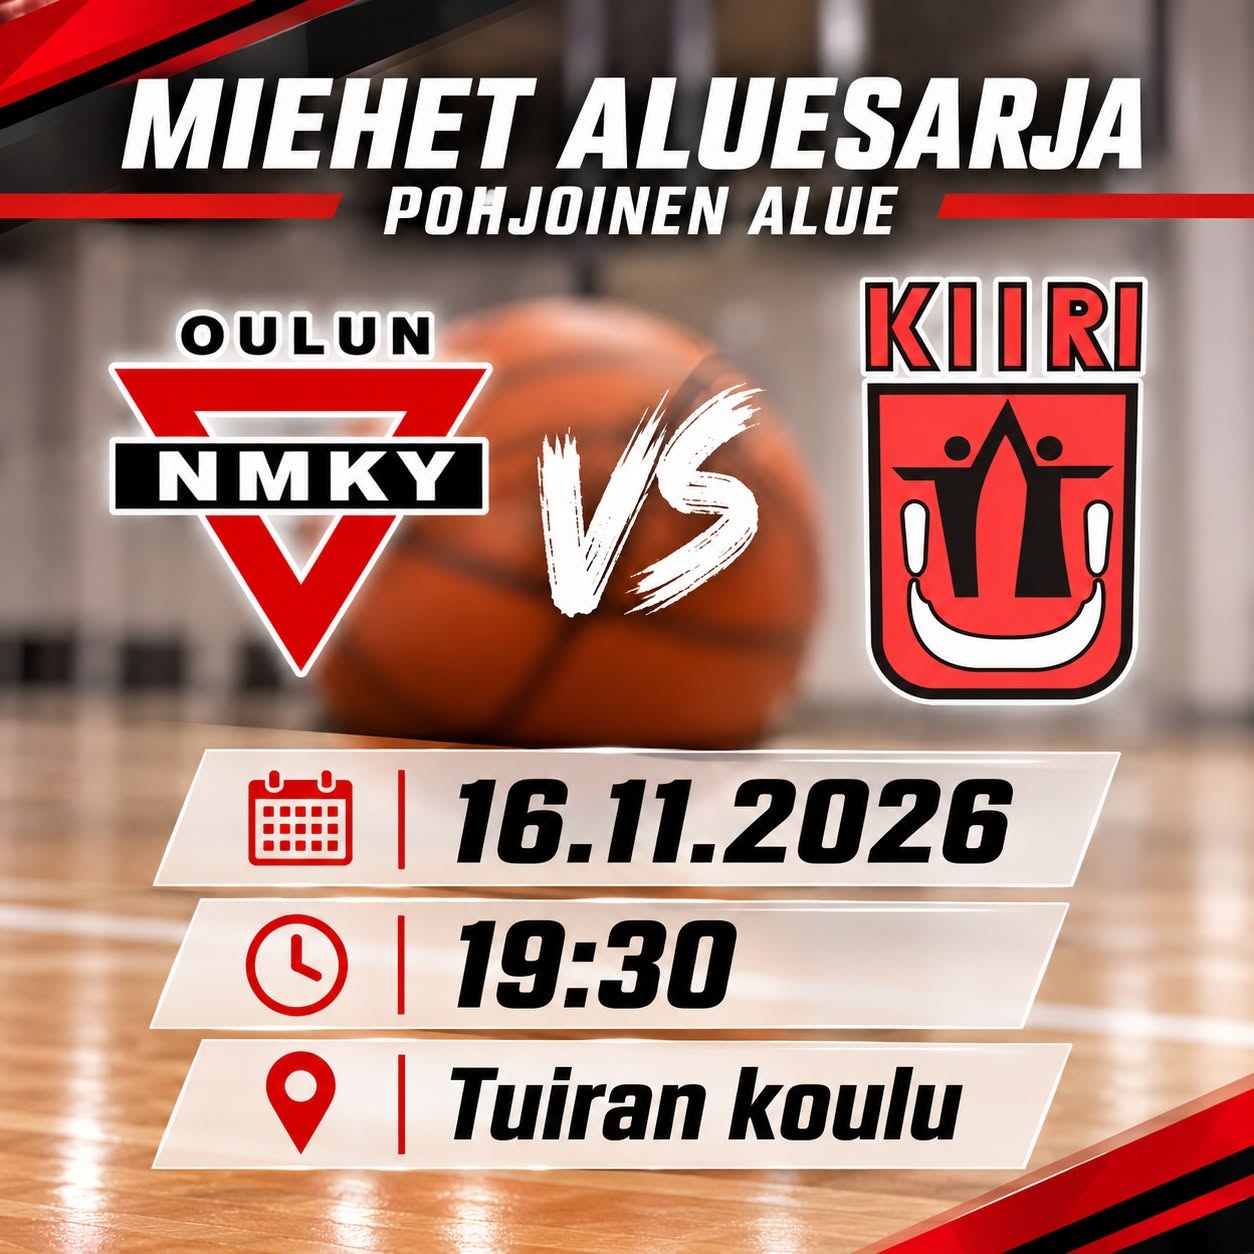 MIEHET ALUESARJA
POHJOINEN ALUE
OULUN
NMKY
VS
KIIRI
16.11.2026
19:30
Tuiran koulu